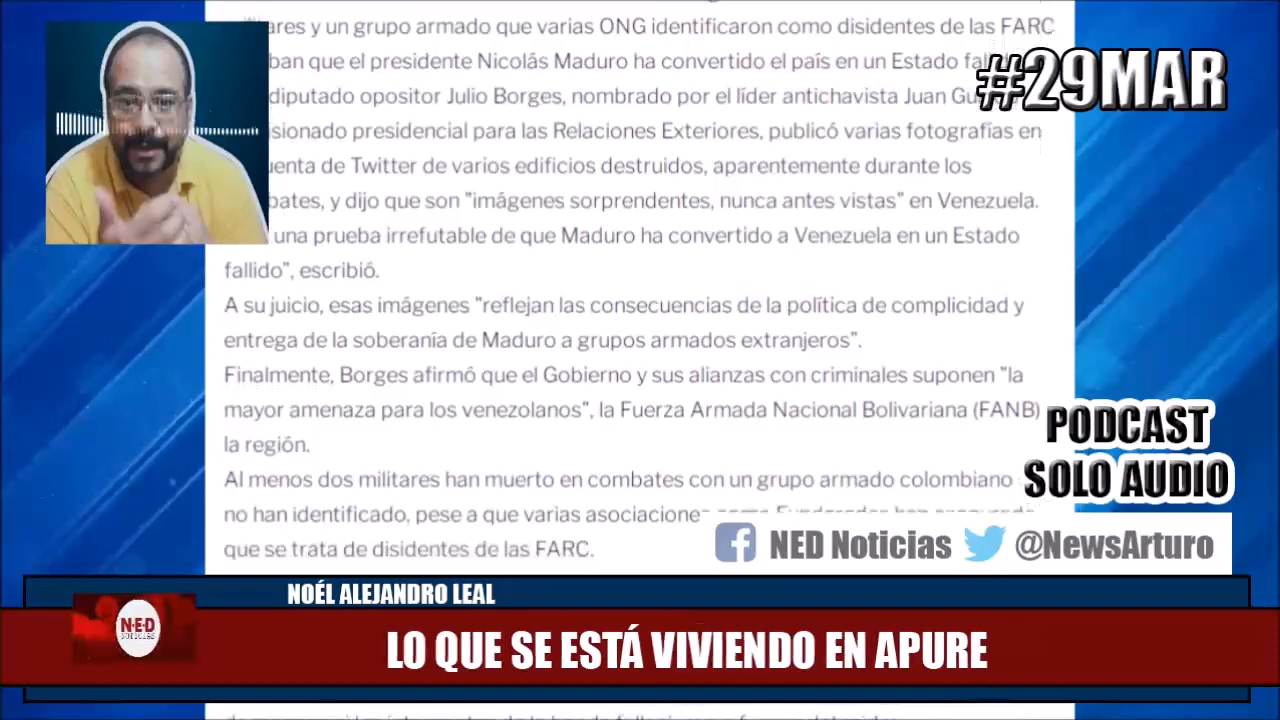 ares y un grupo armado que varias ONG identificaron como disidentes de las FARC
ban que el presidente Nicolás Maduro ha convertido el país en un Estado
#29MAR
diputado opositor Julio Borges, nombrado por el líder antichavista Juan
isionado presidencial para las Relaciones Exteriores, publicó varias fotografías en
uenta de Twitter de varios edificios destruidos, aparentemente durante los
bates, y dijo que son "imágenes sorprendentes, nunca antes vistas" en Venezuela.
una prueba irrefutable de que Maduro ha convertido a Venezuela en un Estado
fallido", escribió.
A su juicio, esas imágenes "reflejan las consecuencias de la política de complicidad y
entrega de la soberanía de Maduro a grupos armados extranjeros".
Finalmente, Borges afirmó que el Gobierno y sus alianzas con criminales suponen "la
mayor amenaza para los venezolanos", la Fuerza Armada Nacional Bolivariana (FANB)
la región.
PODCAST
SOLO AUDIO
Al menos dos militares han muerto en combates con un grupo armado colombiano
no han identificado, pese a que varias asociacione
que se trata de disidentes de las FARC.
NED Noticias @NewsArturo
NOÉL ALEJANDRO LEAL
N·E·D
NOTICIAS
LO QUE SE ESTÁ VIVIENDO EN APURE